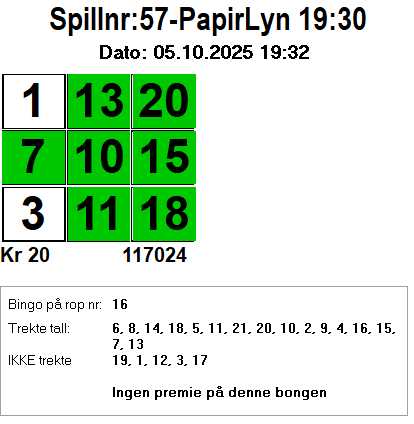 Spillnr:57-PapirLyn 19:30
Dato: 05.10.2025 19:32
1 13 20
7 10 15
3 11 18
Kr 20 117024
Bingo på rop nr: 16
Trekte tall: 6, 8, 14, 18, 5, 11, 21, 20, 10, 2, 9, 4, 16, 15,
7, 13
IKKE trekte 19, 1, 12, 3, 17
Ingen premie på denne bongen